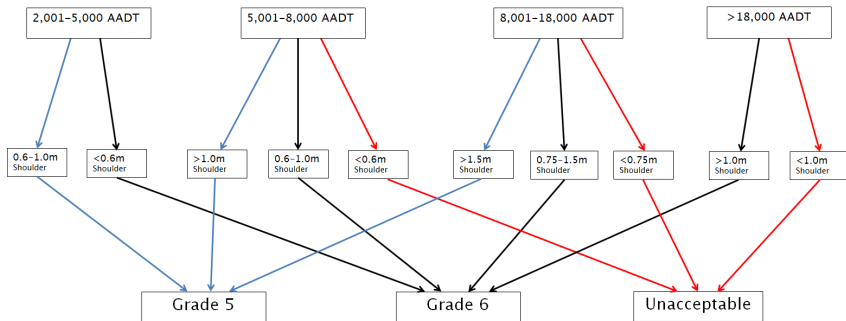 2,001–5,000 AADT
5,001–8,000 AADT
8,001–18,000 AADT
>18,000 AADT
0.6–1.0m
Shoulder
<0.6m
Shoulder
>1.0m
Shoulder
0.6–1.0m
Shoulder
<0.6m
Shoulder
>1.5m
Shoulder
0.75–1.5m
Shoulder
<0.75m
Shoulder
>1.0m
Shoulder
<1.0m
Shoulder
Grade 5
Grade 6
Unacceptable